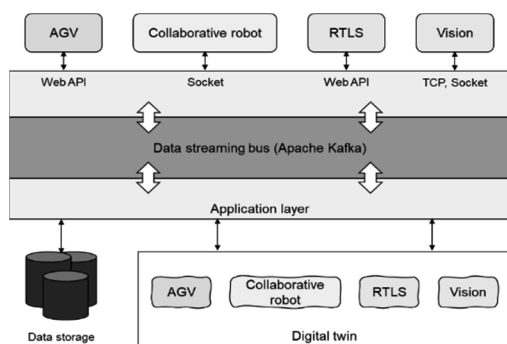 AGV
Collaborative robot
RTLS
Vision
Web API
Socket
Web API
TCP, Socket
Data streaming bus (Apache Kafka)
Application layer
AGV
Collaborative
robot
RTLS
Vision
Data storage
Digital twin